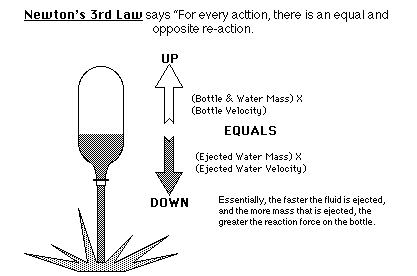 Newton's 3rd Law says "For every acttion, there is an equal and
opposite re-action.
UP
(Bottle & Water Mass) X
(Bottle Velocity)
EQUALS
(Ejected Water Mass) X
(Ejected Water Velocity)
DOWN
Essentially, the faster the fluid is ejected,
and the more mass that is ejected, the
greater the reaction force on the bottle.